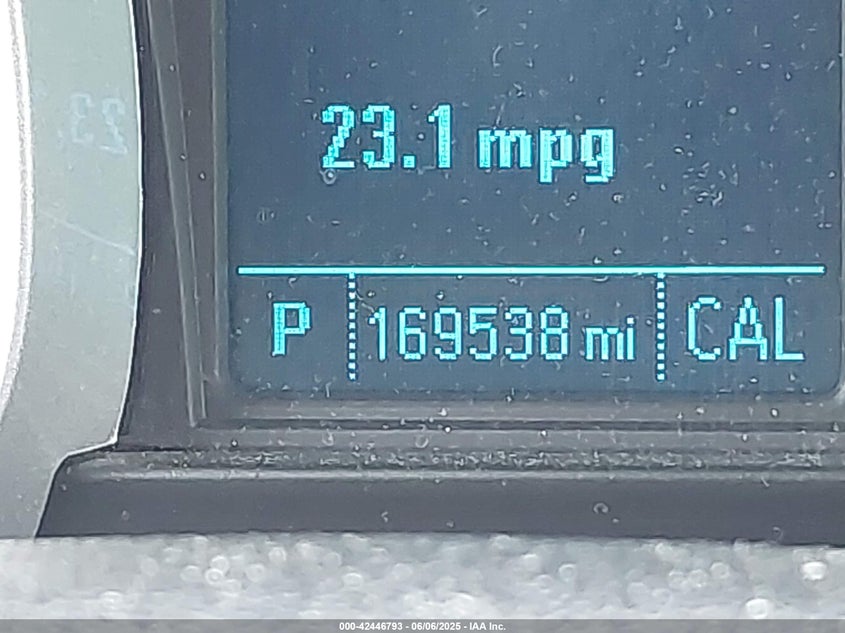 23.1 mpg
P 169538 mi CAL
000-42446793 - 06/06/2025 - IAA Inc.